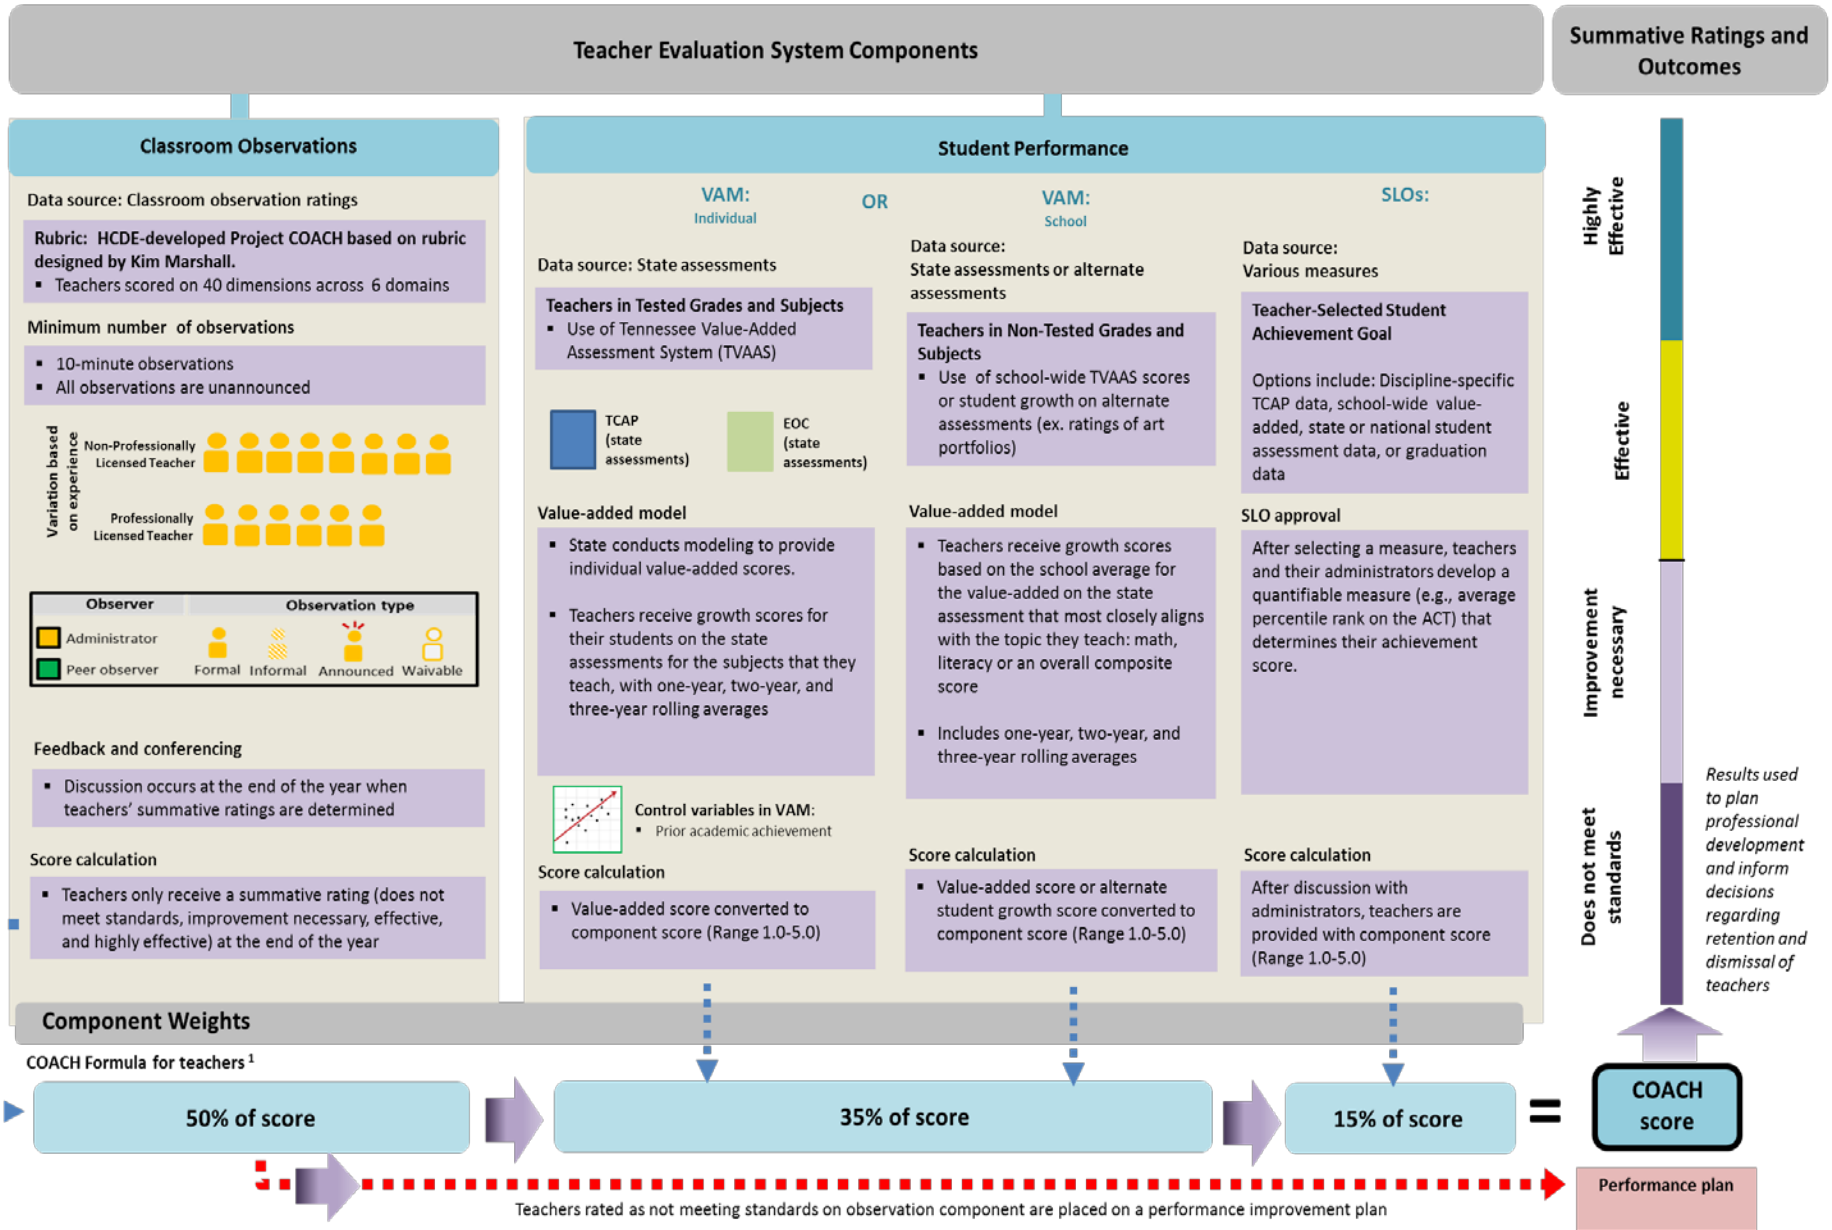 Teacher Evaluation System Components
Summative Ratings and
Outcomes
Classroom Observations
Data source: Classroom observation ratings
Rubric:  HCDE-developed Project COACH based on rubric
designed by Kim Marshall.
▪ Teachers scored on 40 dimensions across  6 domains
Minimum number  of observations
▪ 10-minute observations
▪ All observations are unannounced
Variation based
on experience
Non-Professionally
Licensed Teacher
Professionally
Licensed Teacher
Observer
Observation type
Administrator
Peer observer
Formal
Informal
Announced
Waivable
Feedback and conferencing
▪ Discussion occurs at the end of the year when
teachers’ summative ratings are determined
Score calculation
▪ Teachers only receive a summative rating (does not
meet standards, improvement necessary, effective,
and highly effective) at the end of the year
Student Performance
VAM:
Individual
OR
VAM:
School
SLOs:
Data source: State assessments
Teachers in Tested Grades and Subjects
▪ Use of Tennessee Value-Added
Assessment System (TVAAS)
TCAP
(state
assessments)
EOC
(state
assessments)
Value-added model
▪ State conducts modeling to provide
individual value-added scores.
▪ Teachers receive growth scores for
their students on the state
assessments for the subjects that they
teach, with one-year, two-year, and
three-year rolling averages
Control variables in VAM:
▪ Prior academic achievement
Score calculation
▪ Value-added score converted to
component score (Range 1.0-5.0)
Data source:
State assessments or alternate
assessments
Teachers in Non-Tested Grades and
Subjects
▪ Use  of school-wide TVAAS scores
or student growth on alternate
assessments (ex. ratings of art
portfolios)
Value-added model
▪ Teachers receive growth scores
based on the school average for
the value-added on the state
assessment that most closely aligns
with the topic they teach: math,
literacy or an overall composite
score
▪ Includes one-year, two-year, and
three-year rolling averages
Score calculation
▪ Value-added score or alternate
student growth score converted to
component score (Range 1.0-5.0)
Data source:
Various measures
Teacher-Selected Student
Achievement Goal
Options include: Discipline-specific
TCAP data, school-wide  value-
added, state or national student
assessment data, or graduation
data
SLO approval
After selecting a measure, teachers
and their administrators develop a
quantifiable measure (e.g., average
percentile rank on the ACT) that
determines their achievement
score.
Score calculation
After discussion with
administrators, teachers are
provided with component score
(Range 1.0-5.0)
Highly
Effective
Effective
Improvement
necessary
Does not meet
standards
Results used
to plan
professional
development
and inform
decisions
regarding
retention and
dismissal of
teachers
Component Weights
COACH Formula for teachers 1
50% of score
35% of score
15% of score
=
COACH
score
Performance plan
Teachers rated as not meeting standards on observation component are placed on a performance improvement plan